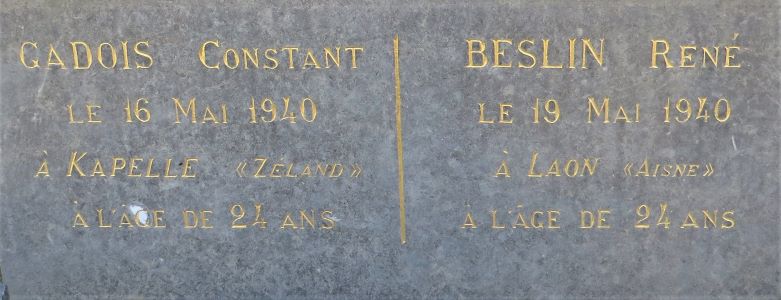 GADOIS CONSTANT
LE 16 MAI 1940
À KAPELLE «ZÉLAND»
À L'ÂGE DE 24 ANS
BESLIN RENÉ
LE 19 MAI 1940
À LAON «AISNE»
À L'ÂGE DE 24 ANS